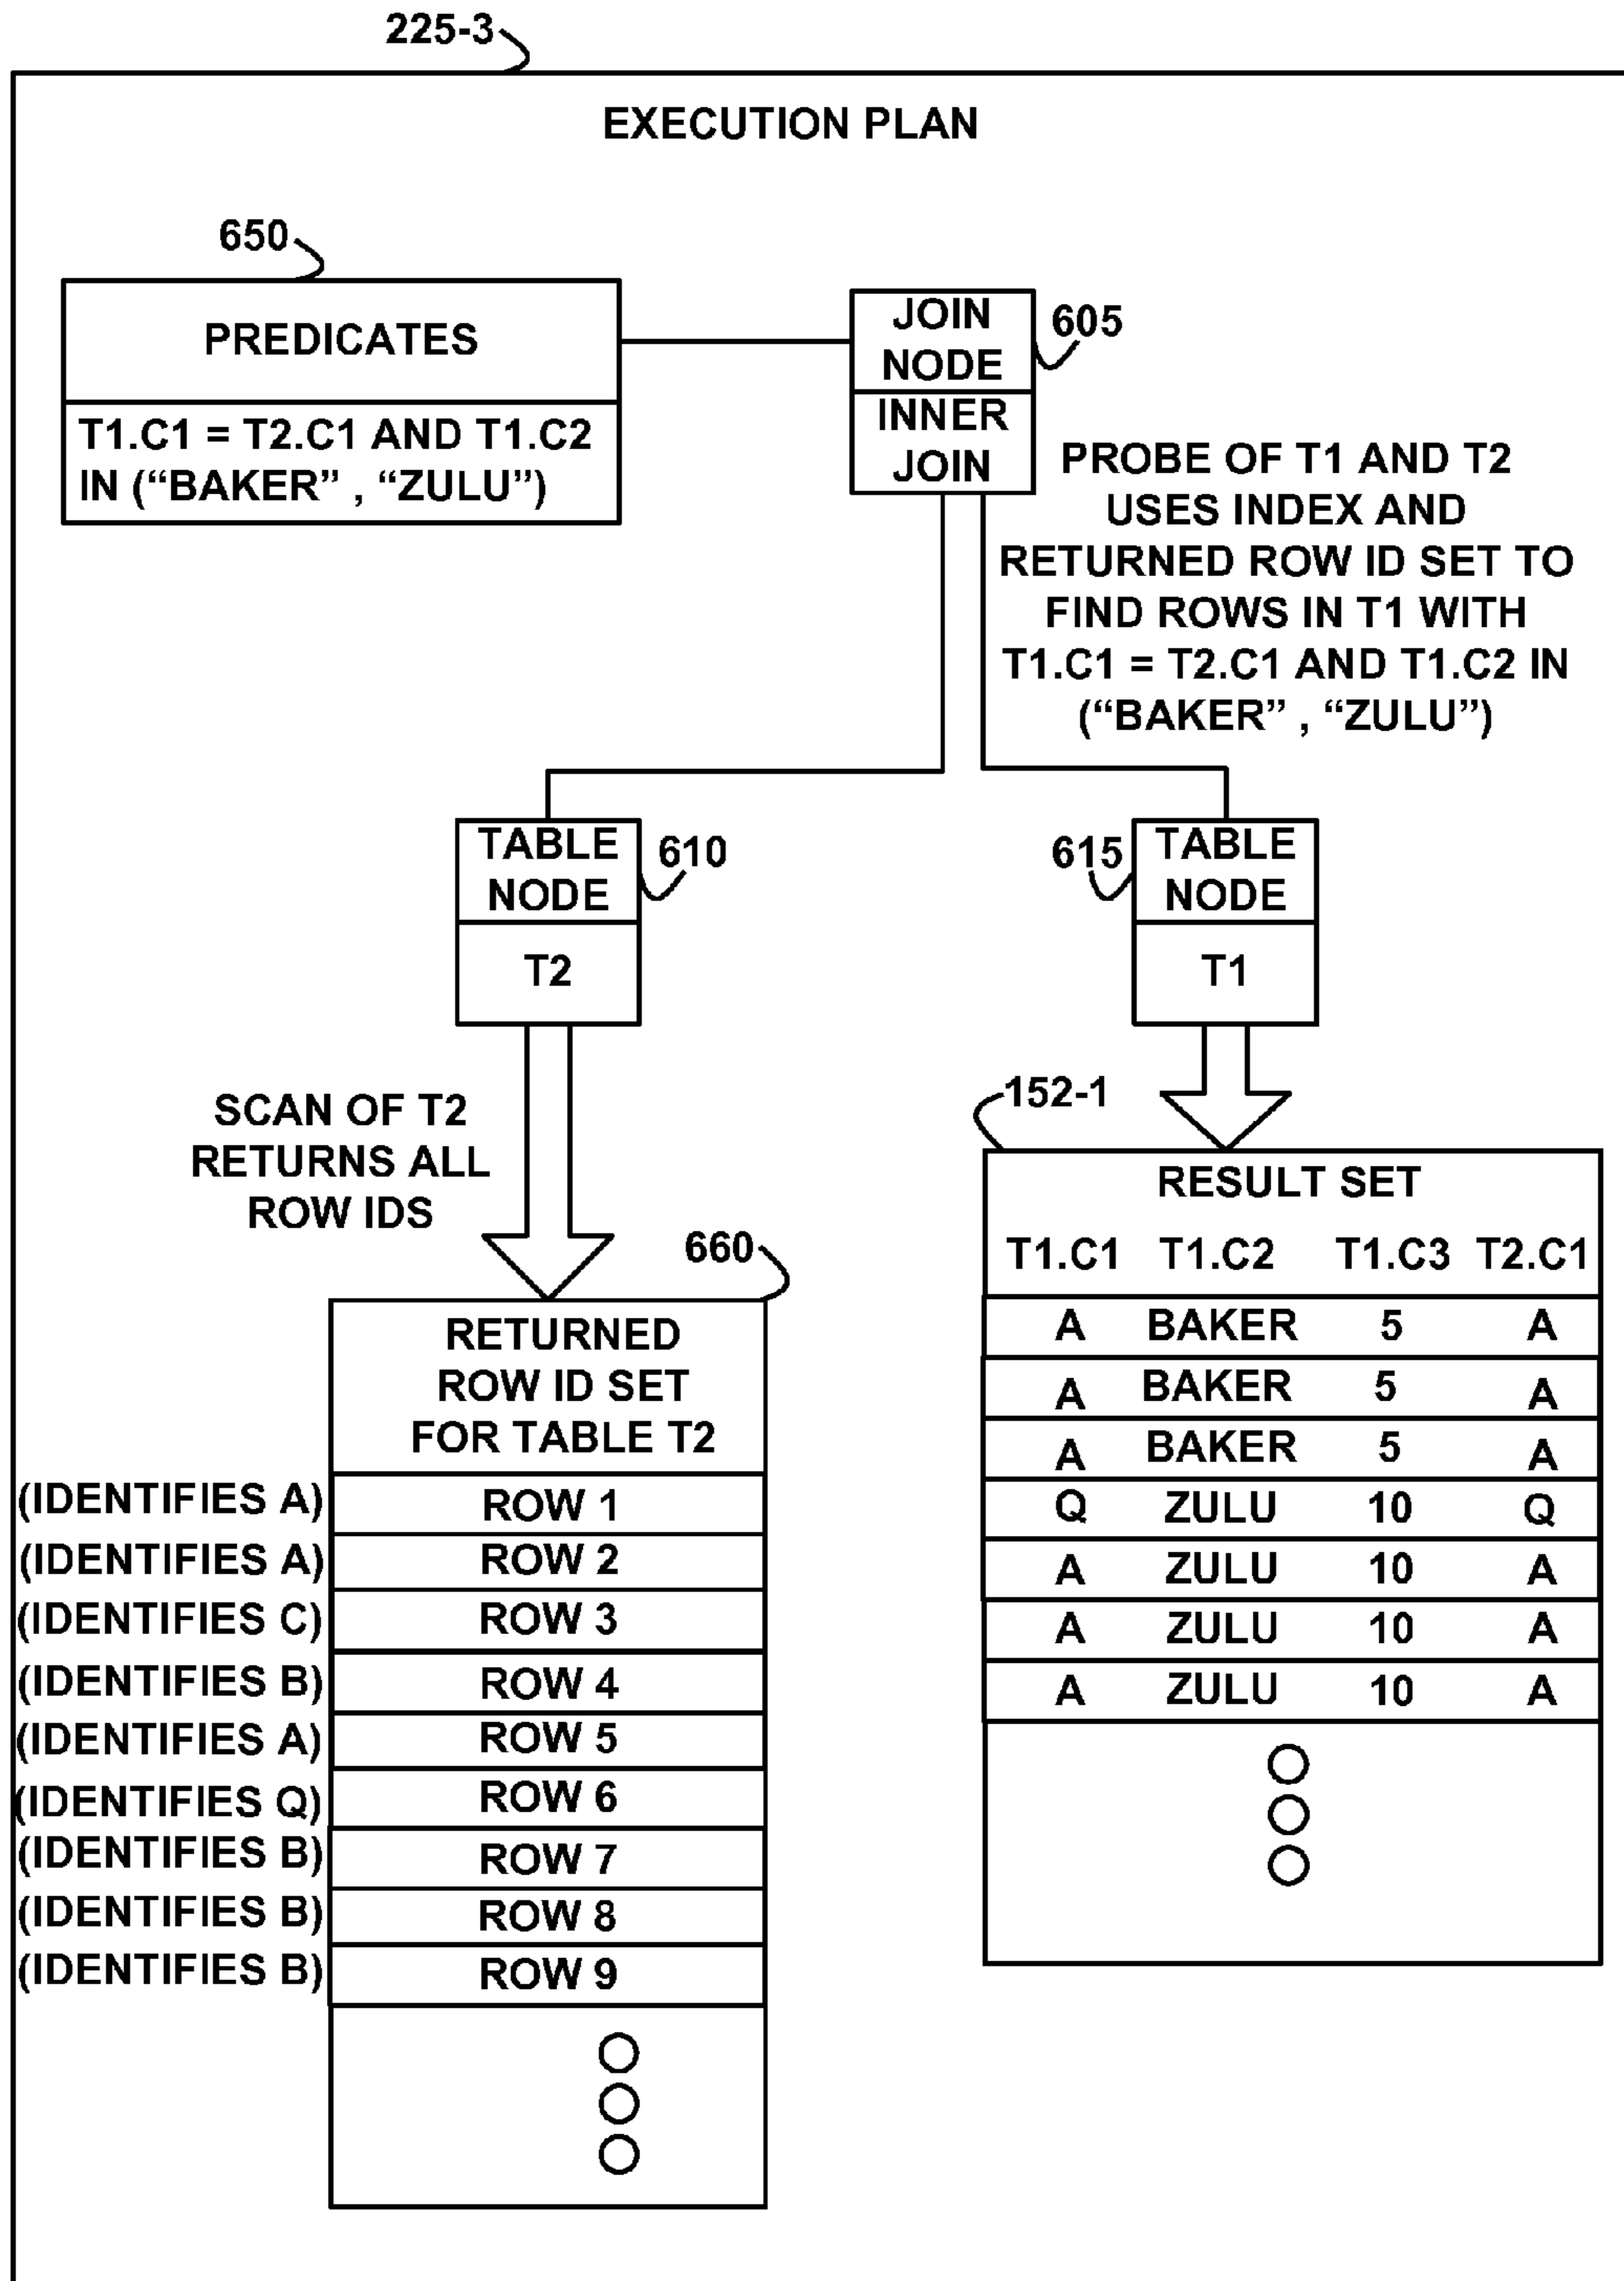 225-3
EXECUTION PLAN
650
PREDICATES
T1.C1 = T2.C1 AND T1.C2
IN (“BAKER” , “ZULU”)
JOIN
NODE
605
INNER
JOIN
PROBE OF T1 AND T2
USES INDEX AND
RETURNED ROW ID SET TO
FIND ROWS IN T1 WITH
T1.C1 = T2.C1 AND T1.C2 IN
(“BAKER” , “ZULU”)
TABLE
NODE
610
T2
615
TABLE
NODE
T1
SCAN OF T2
RETURNS ALL
ROW IDS
660
RETURNED
ROW ID SET
FOR TABLE T2
(IDENTIFIES A) ROW 1
(IDENTIFIES A) ROW 2
(IDENTIFIES C) ROW 3
(IDENTIFIES B) ROW 4
(IDENTIFIES A) ROW 5
(IDENTIFIES Q) ROW 6
(IDENTIFIES B) ROW 7
(IDENTIFIES B) ROW 8
(IDENTIFIES B) ROW 9
152-1
RESULT SET
T1.C1 T1.C2 T1.C3 T2.C1
A BAKER 5 A
A BAKER 5 A
A BAKER 5 A
Q ZULU 10 Q
A ZULU 10 A
A ZULU 10 A
A ZULU 10 A